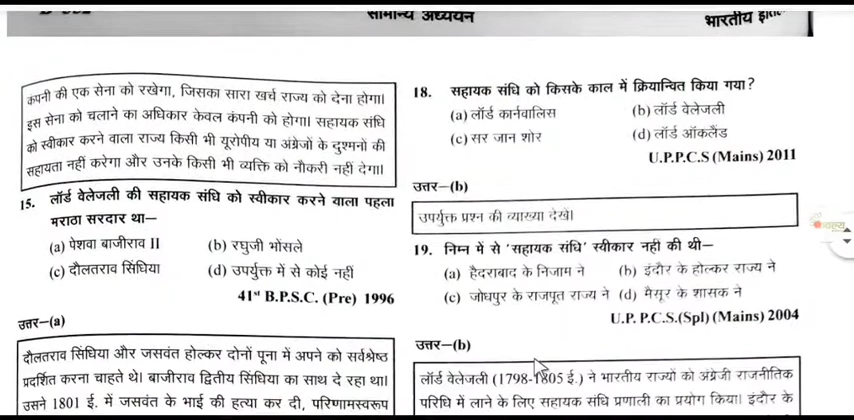 सामान्य अध्ययन
भारतीय
कंपनी की एक सेना को रखेगा, जिसका सारा खर्च राज्य को देना होगा।
इस सेना को चलाने का अधिकार केवल कंपनी को होगा। सहायक संधि
को स्वीकार करने वाला राज्य किसी भी यूरोपीय या अंग्रेजों के दुश्मनों की
सहायता नहीं करेगा और उनके किसी भी व्यक्ति को नौकरी नहीं देगा।
15. लॉर्ड वेलेजली की सहायक संधि को स्वीकार करने वाला पहला
मराठा सरदार था—
(a) पेशवा बाजीराव II (b) रघुजी भोंसले
(c) दौलतराव सिंधिया (d) उपर्युक्त में से कोई नहीं
41st B.P.S.C. (Pre) 1996
उत्तर—(a)
दौलतराव सिंधिया और जसवंत होल्कर दोनों पूना में अपने को सर्वश्रेष्ठ
प्रदर्शित करना चाहते थे। बाजीराव द्वितीय सिंधिया का साथ दे रहा था।
उसने 1801 ई. में जसवंत के भाई की हत्या कर दी, परिणामस्वरूप
18. सहायक संधि को किसके काल में क्रियान्वित किया गया?
(a) लॉर्ड कार्नवालिस (b) लॉर्ड वेलेजली
(c) सर जान शोर (d) लॉर्ड ऑकलैंड
U.P.P.C.S (Mains) 2011
उत्तर—(b)
उपर्युक्त प्रश्न की व्याख्या देखें।
19. निम्न में से 'सहायक संधि' स्वीकार नहीं की थी—
(a) हैदराबाद के निजाम ने (b) इंदौर के होल्कर राज्य ने
(c) जोधपुर के राजपूत राज्य ने (d) मैसूर के शासक ने
U.P. P.C.S.(Spl) (Mains) 2004
उत्तर—(b)
लॉर्ड वेलेजली (1798-1805 ई.) ने भारतीय राज्यों को अंग्रेजी राजनीतिक
परिधि में लाने के लिए सहायक संधि प्रणाली का प्रयोग किया। इंदौर के